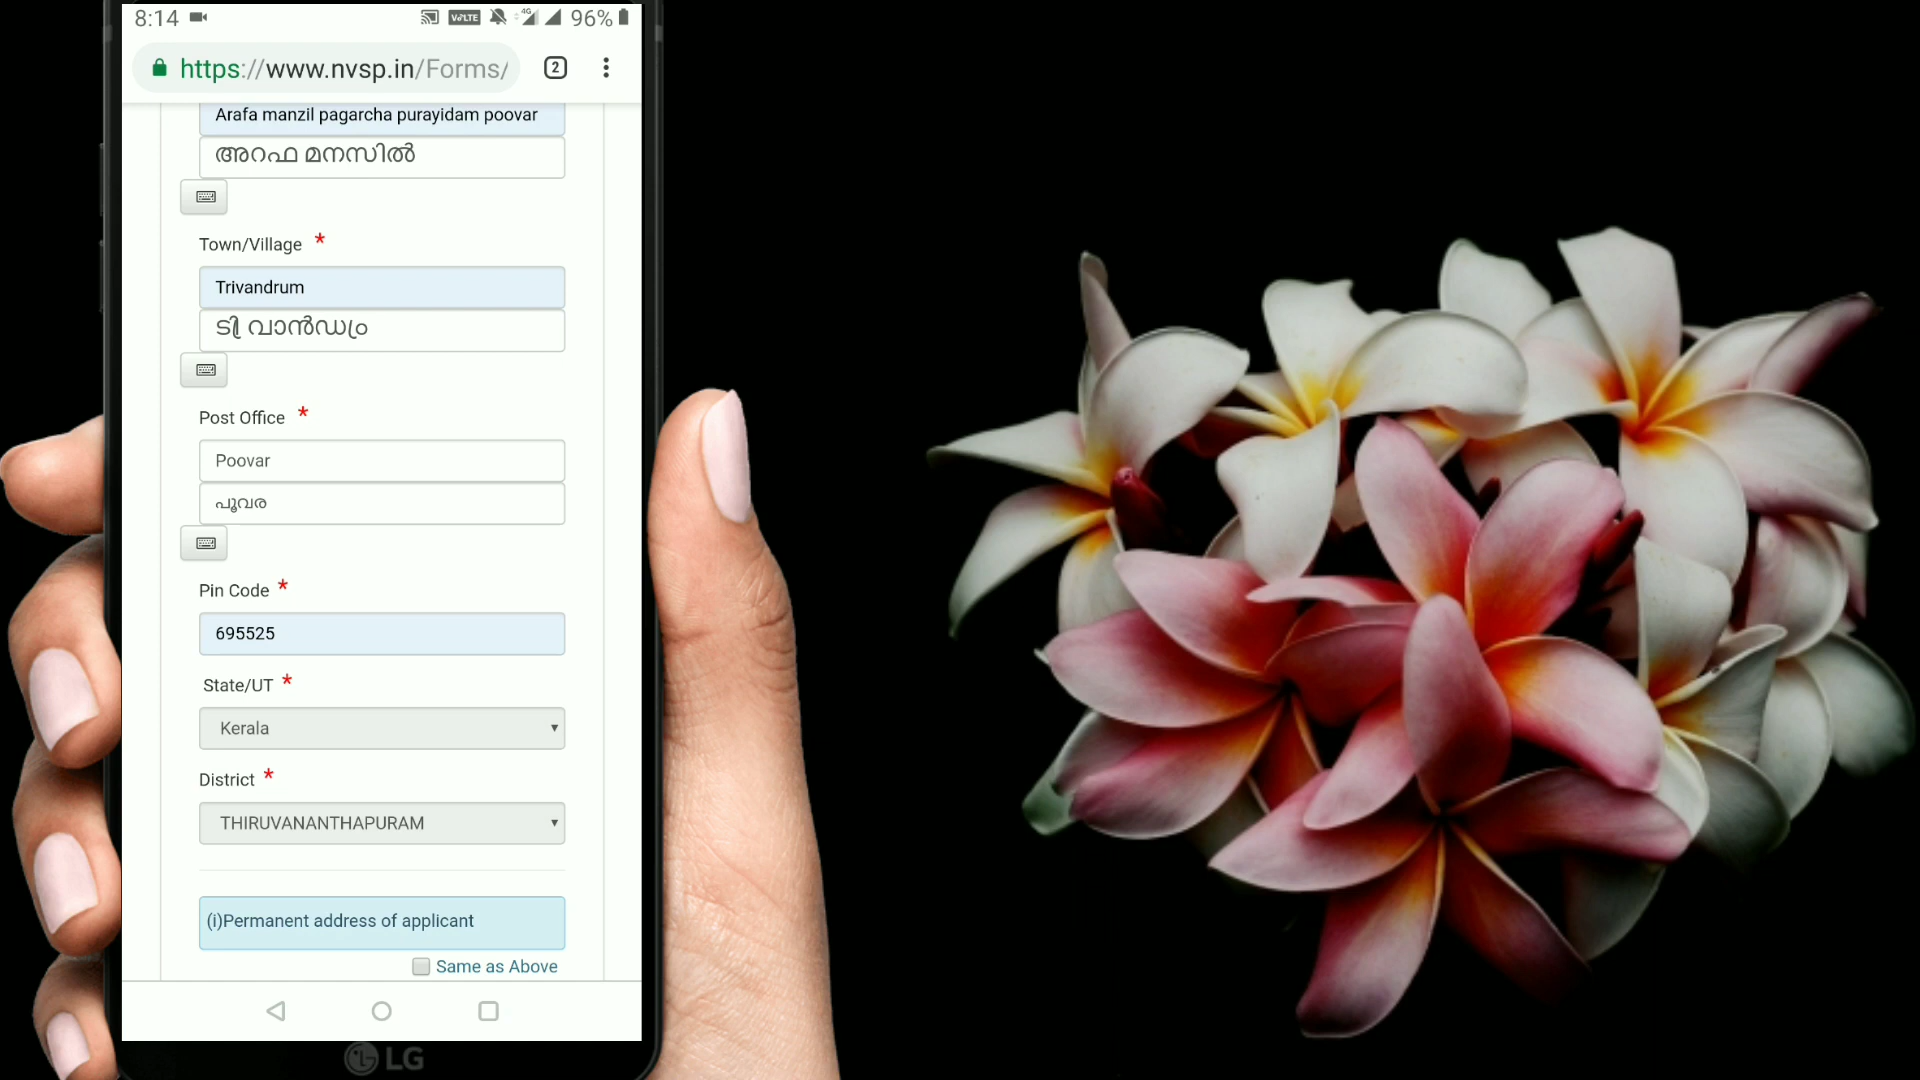 8:14 VoLTE 4G 96%
https://www.nvsp.in/Forms/ 2
Arafa manzil pagarcha purayidam poovar
അറഫ മനസിൽ
Town/Village *
Trivandrum
ടി്ര വാൻഡ്രം
Post Office *
Poovar
പൂവര
Pin Code *
695525
State/UT *
Kerala
District *
THIRUVANANTHAPURAM
(i)Permanent address of applicant
Same as Above
LG